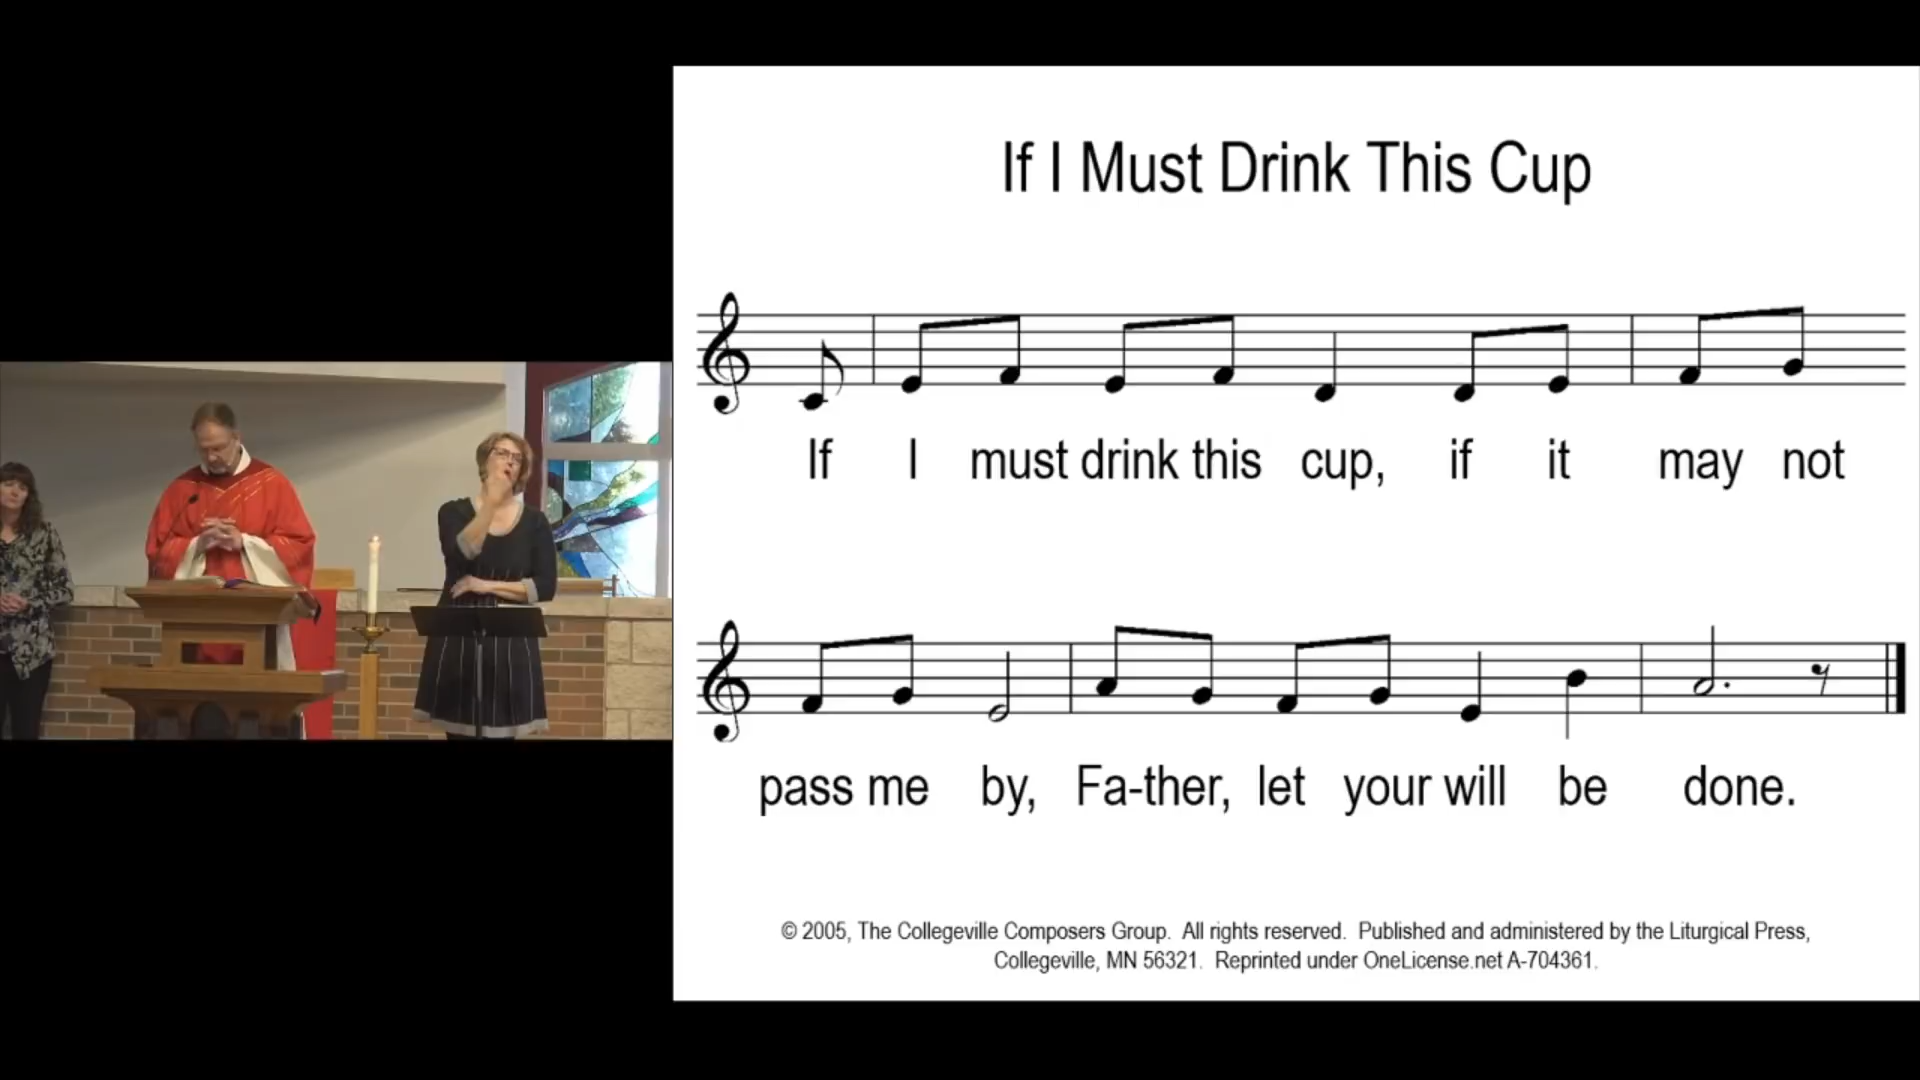 If I Must Drink This Cup
If I must drink this cup, if it may not
pass me by, Fa-ther, let your will be done.
© 2005, The Collegeville Composers Group. All rights reserved. Published and administered by the Liturgical Press,
Collegeville, MN 56321. Reprinted under OneLicense.net A-704361.